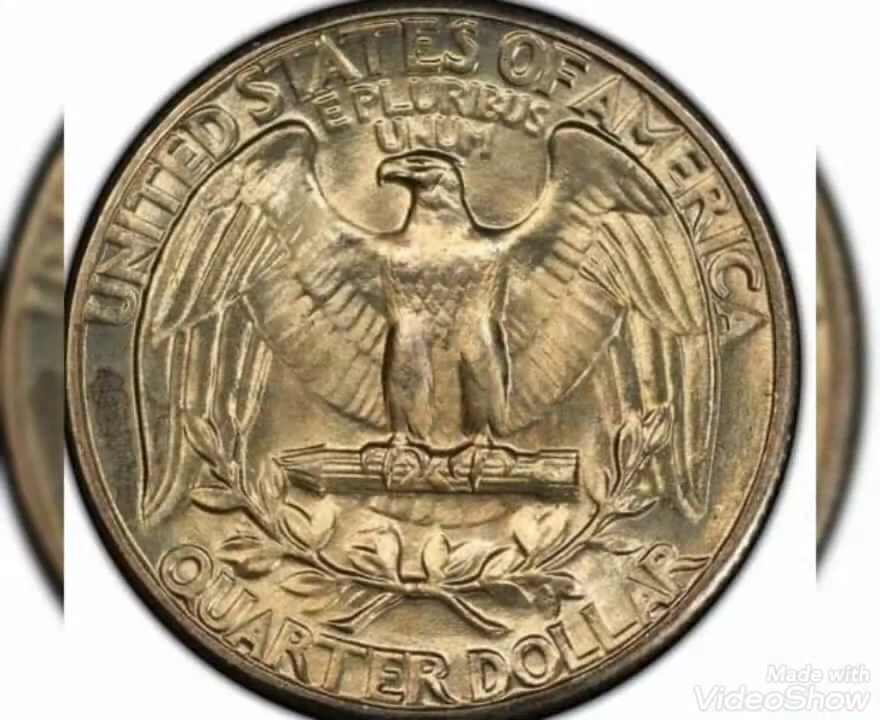 UNITED STATES OF AMERICA
E PLURIBUS
UNUM
QUARTER DOLLAR
Made with
VideoShow